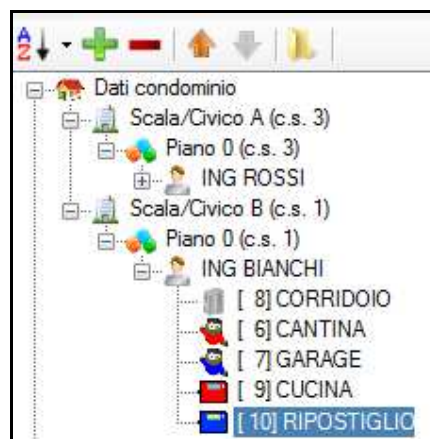 A
Z
Dati condominio
Scala/Civico A (c.s. 3)
Piano 0 (c.s. 3)
ING ROSSI
Scala/Civico B (c.s. 1)
Piano 0 (c.s. 1)
ING BIANCHI
[ 8] CORRIDOIO
[ 6] CANTINA
[ 7] GARAGE
[ 9] CUCINA
[ 10] RIPOSTIGLIO